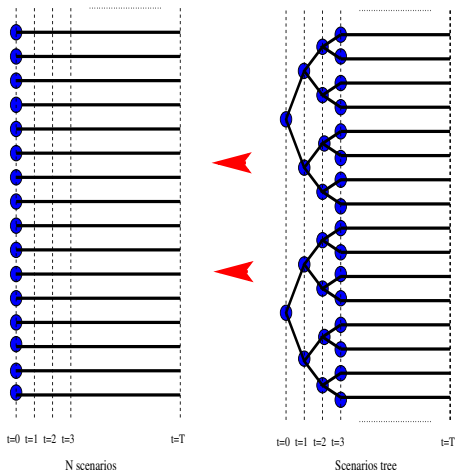 t=0 t=1 t=2 t=3 t=T
N scenarios
t=0 t=1 t=2 t=3 t=T
Scenarios tree